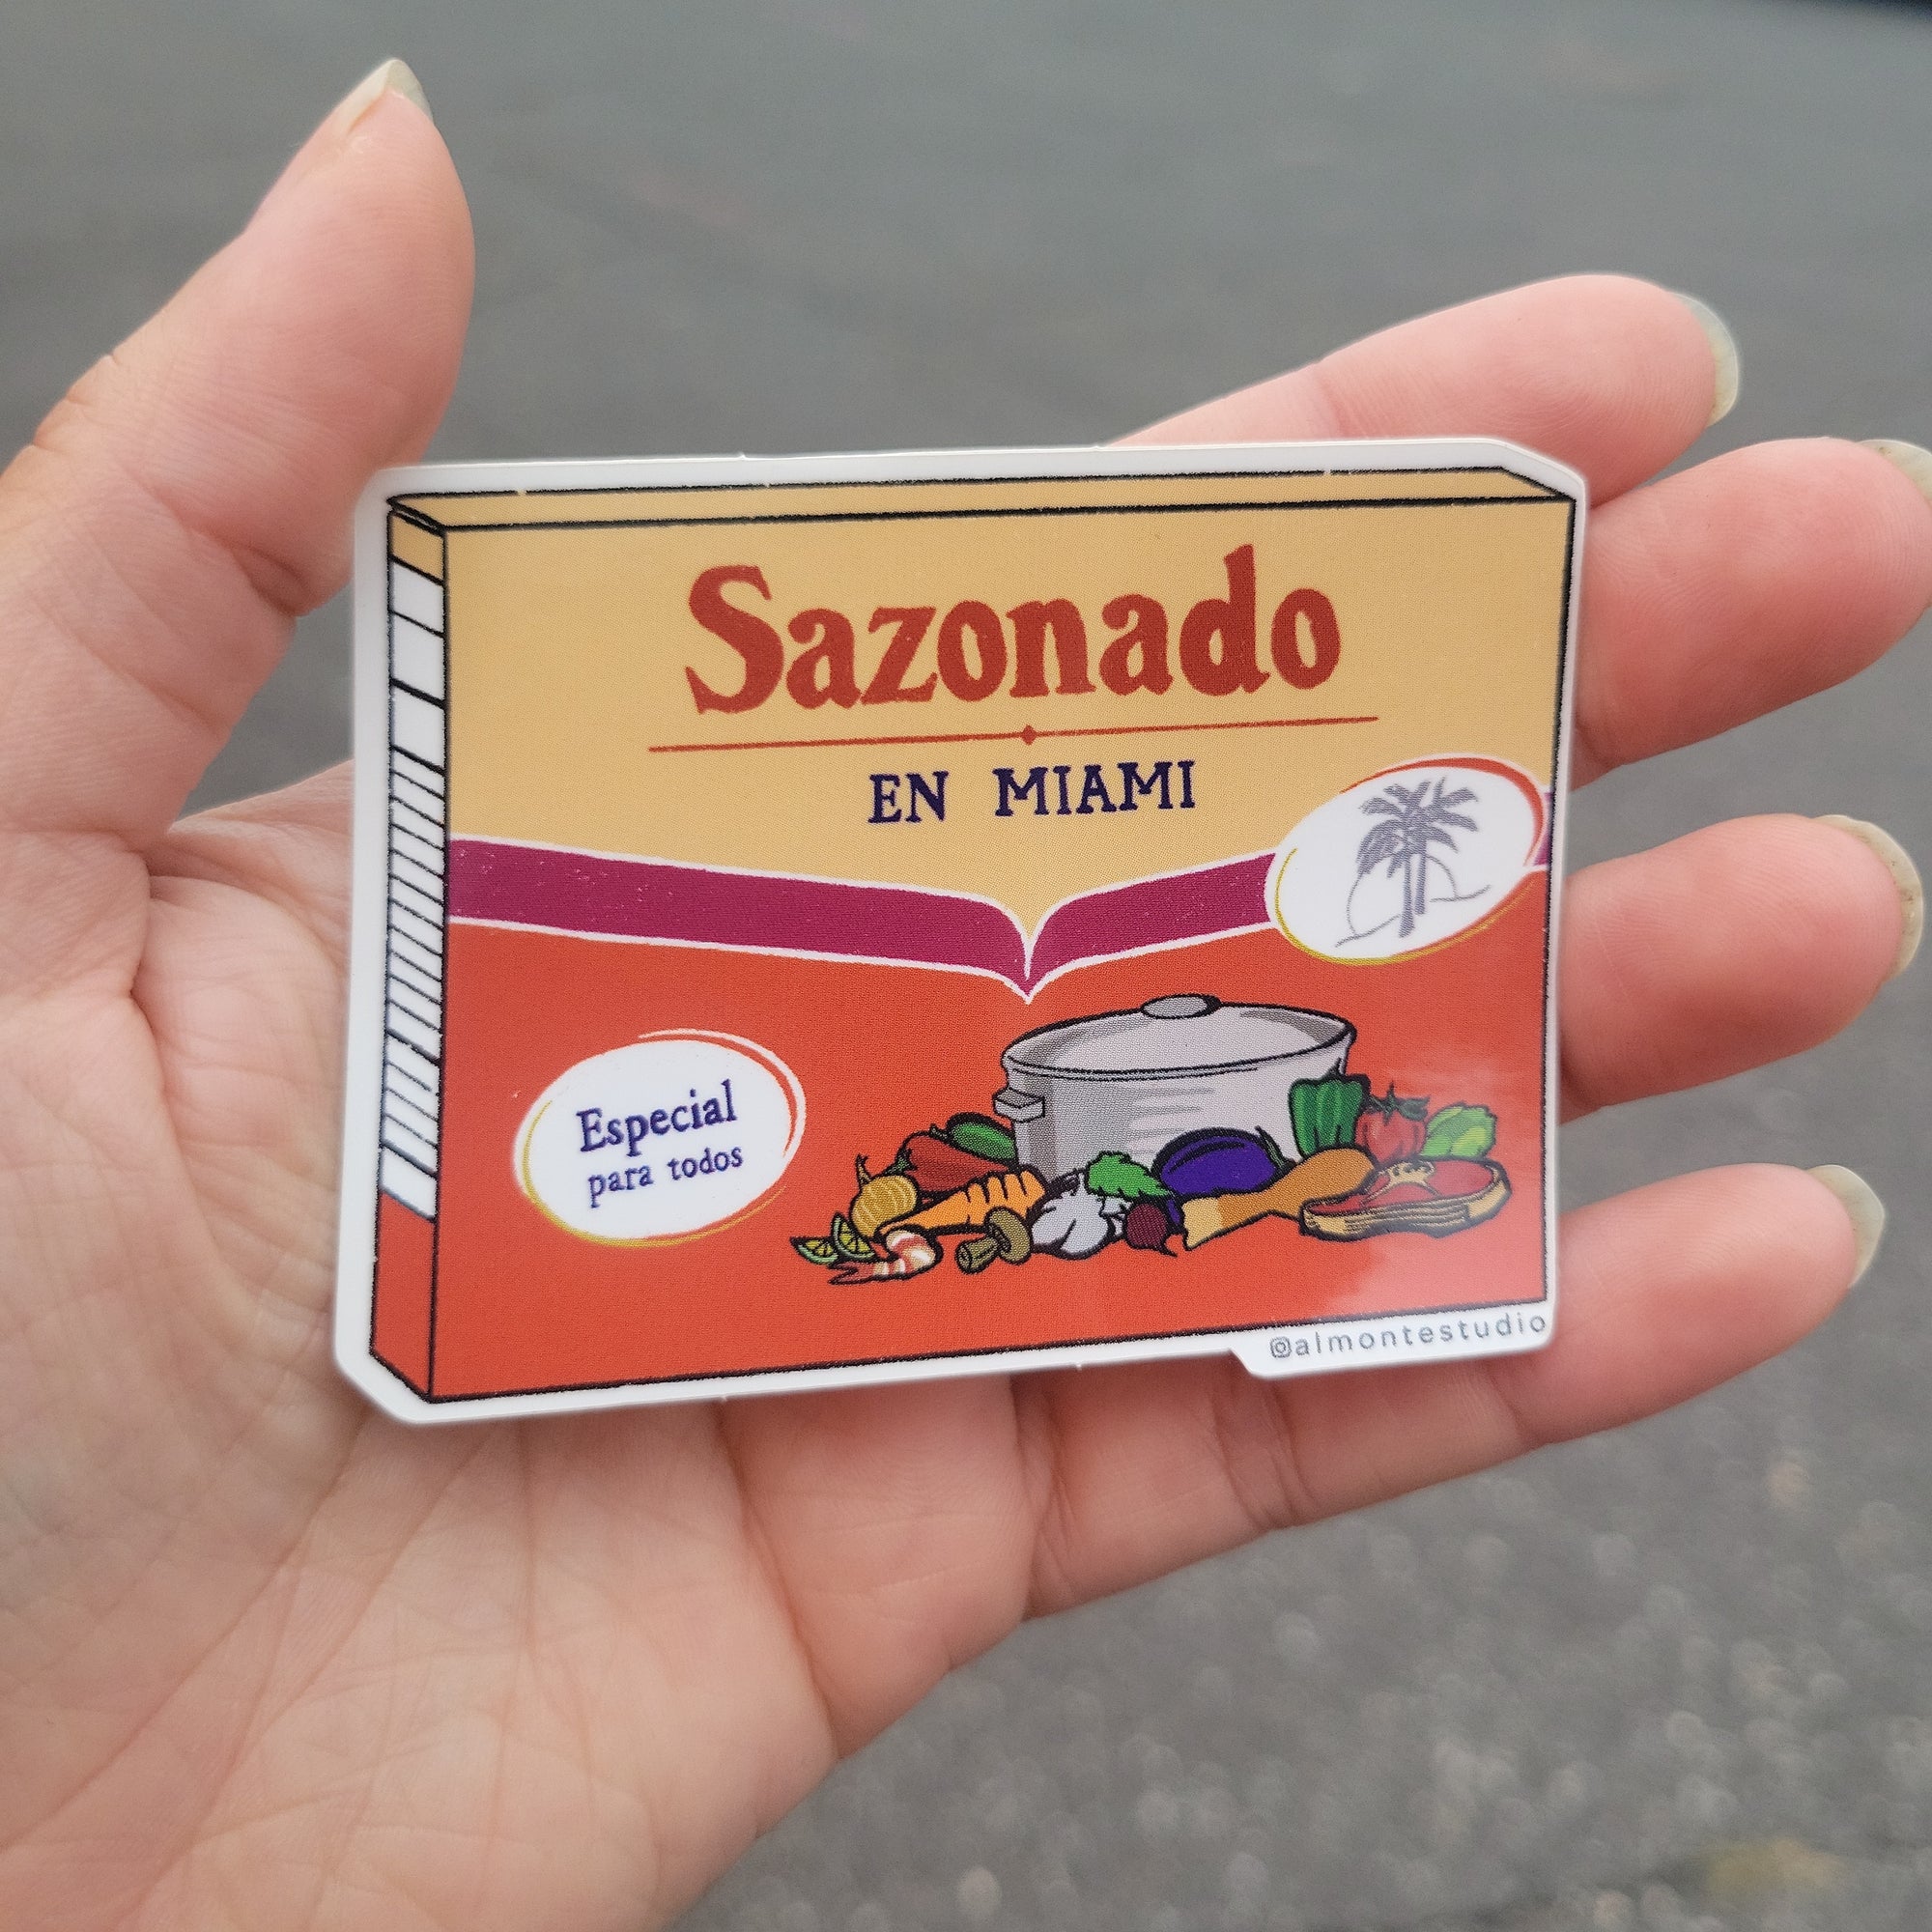 Sazonado
EN MIAMI
Especial
para todos
@almontestudio